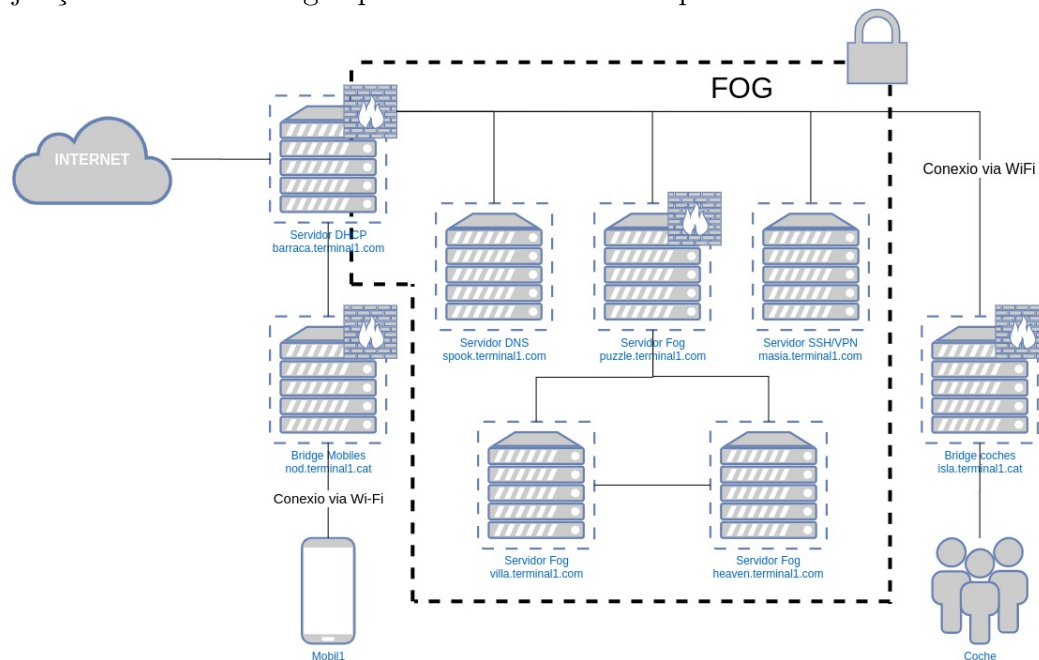 FOG
INTERNET
Conexio via WiFi
Servidor DHCP
barraca.terminal1.com
Servidor DNS
spook.terminal1.com
Servidor Fog
puzzle.terminal1.com
Servidor SSH/VPN
masia.terminal1.com
Bridge Mobiles
nod.terminal1.cat
Bridge coches
isla.terminal1.cat
Conexio via Wi-Fi
Servidor Fog
villa.terminal1.com
Servidor Fog
heaven.terminal1.com
Mobil1
Coche